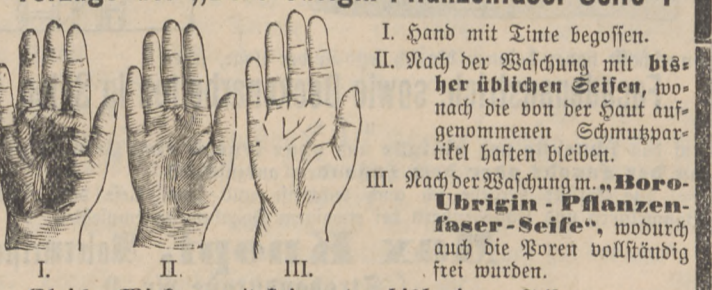 I. Hand mit Tinte begossen.
II. Nach der Waschung mit bis-
her üblichen Seifen, wo-
nach die von der Haut auf-
genommenen Schmutzpar-
tikel haften bleiben.
III. Nach der Waschung m. „Boro-
Ubrigin-Pflanzen-
faser-Seife“, wodurch
auch die Poren vollständig
frei wurden.
I. II. III.